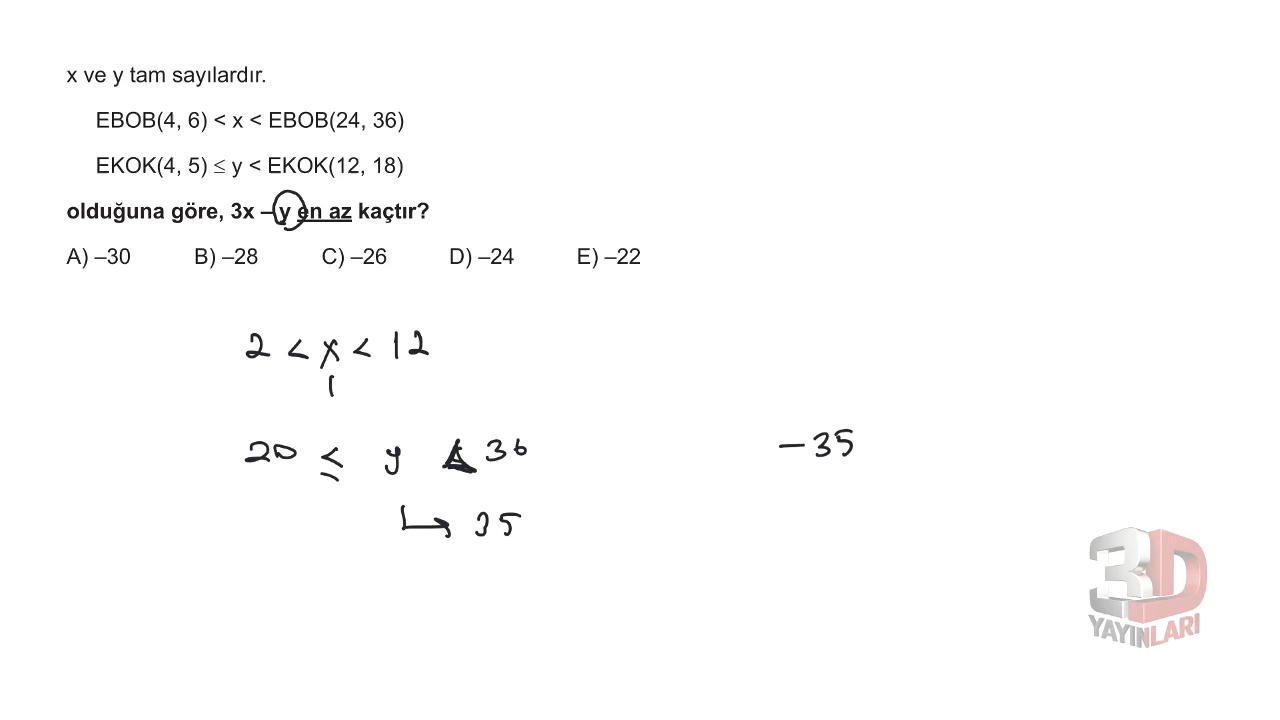 x ve y tam sayılardır.
EBOB(4, 6) < x < EBOB(24, 36)
EKOK(4, 5) ≤ y < EKOK(12, 18)
olduğuna göre, 3x – y en az kaçtır?
A) –30 B) –28 C) –26 D) –24 E) –22
2 < x < 12
20 ≤ y < 36
– 35
↳ 35
3D
YAYINLARI